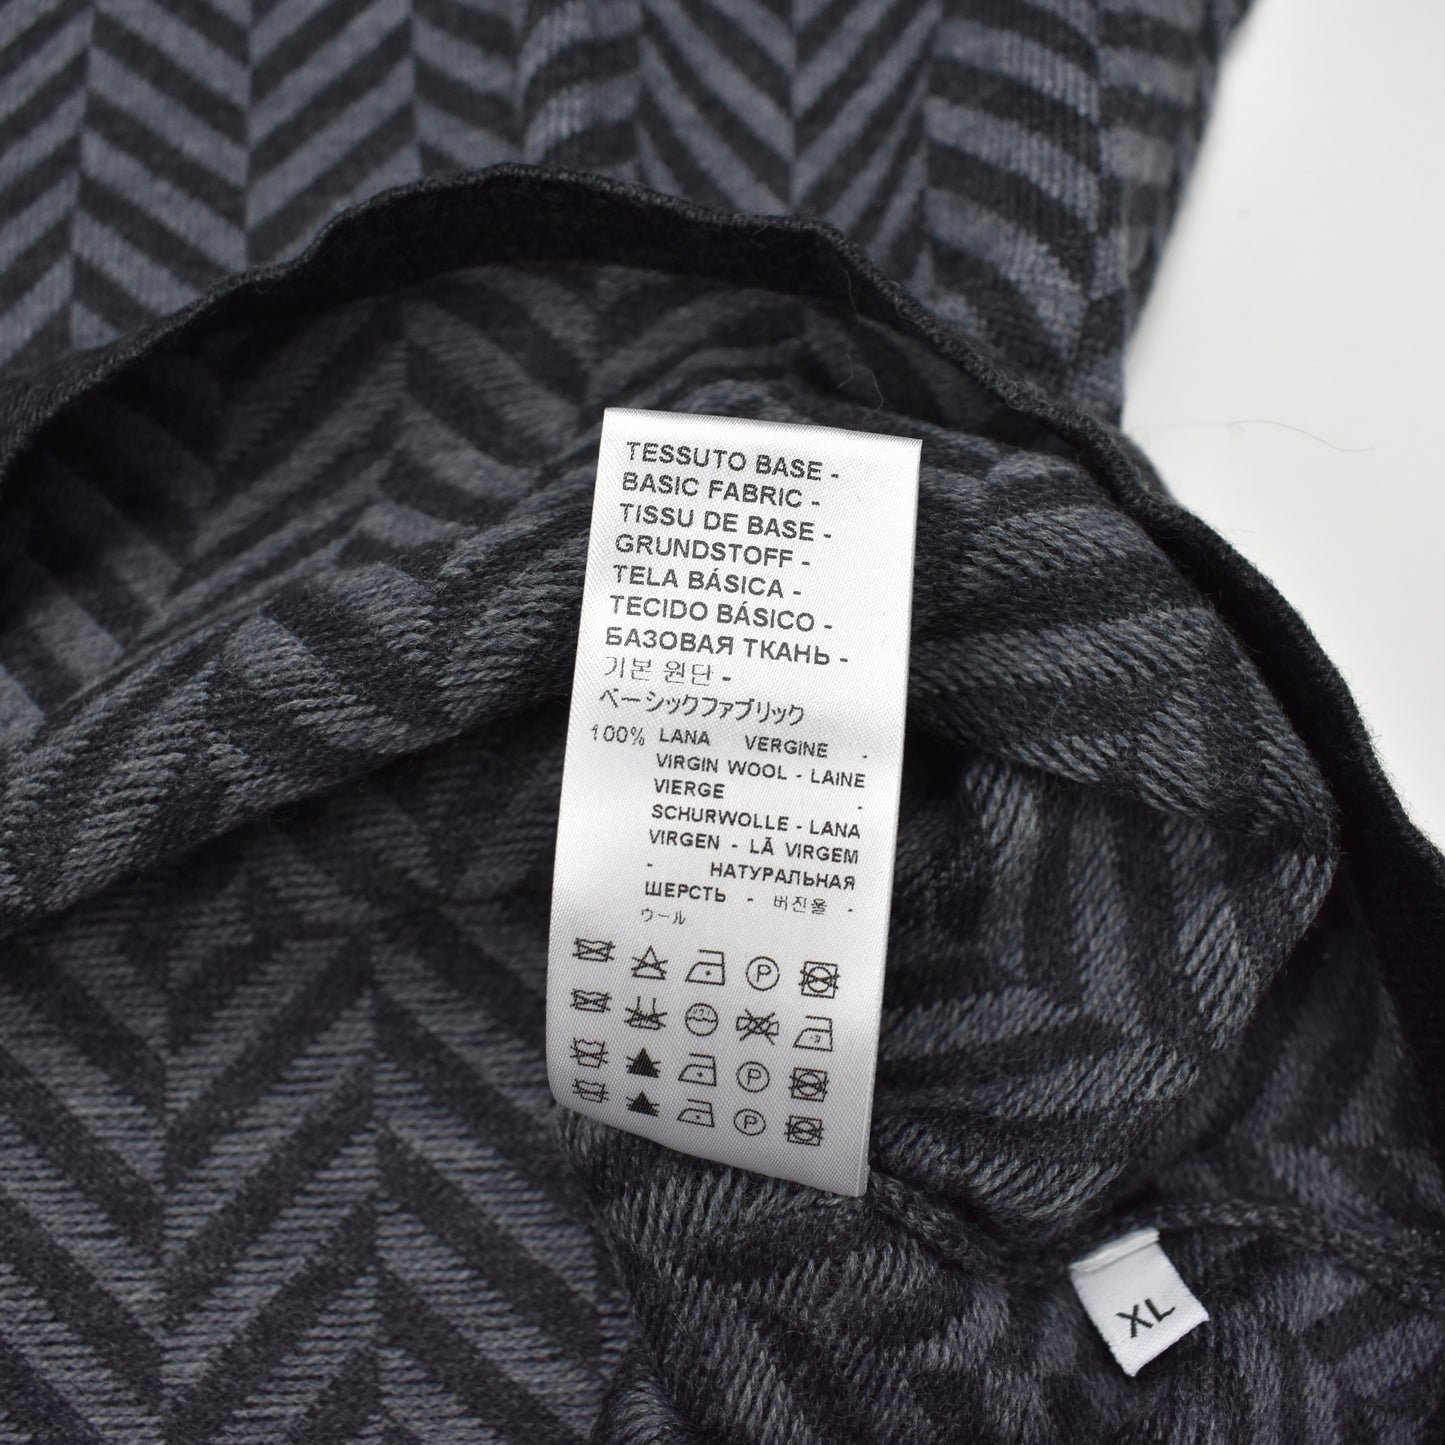 TESSUTO BASE -
BASIC FABRIC -
TISSU DE BASE -
GRUNDSTOFF -
TELA BÁSICA -
TECIDO BÁSICO -
БАЗОВАЯ ТКАНЬ -
기본 원단 -
ベーシックファブリック
100% LANA VERGINE -
VIRGIN WOOL - LAINE
VIERGE -
SCHURWOLLE - LANA
VIRGEN - LÃ VIRGEM
- НАТУРАЛЬНАЯ
ШЕРСТЬ - 버진울 -
ウール
P
P
P
XL